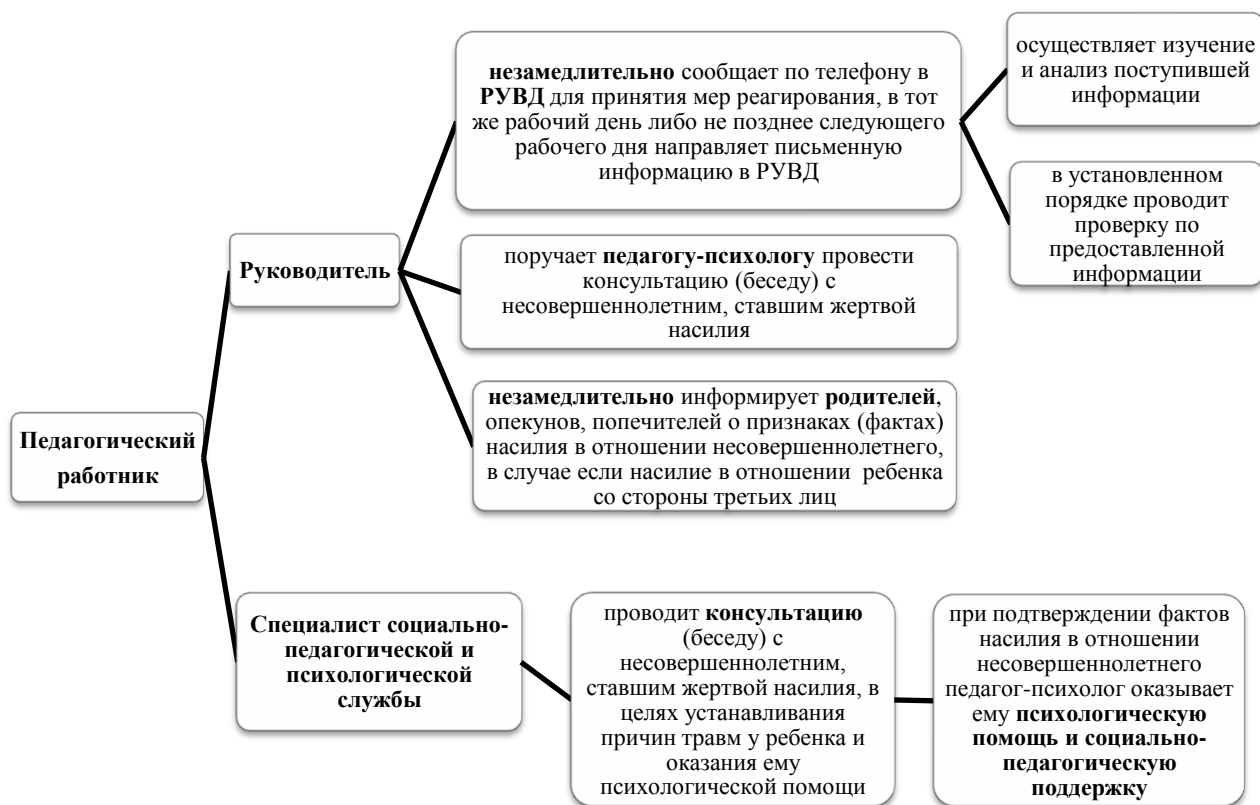 Педагогический
работник
Руководитель
незамедлительно сообщает по телефону в
РУВД для принятия мер реагирования, в тот
же рабочий день либо не позднее следующего
рабочего дня направляет письменную
информацию в РУВД
осуществляет изучение
и анализ поступившей
информации
в установленном
порядке проводит
проверку по
предоставленной
информации
поручает педагогу-психологу провести
консультацию (беседу) с
несовершеннолетним, ставшим жертвой
насилия
незамедлительно информирует родителей,
опекунов, попечителей о признаках (фактах)
насилия в отношении несовершеннолетнего,
в случае если насилие в отношении ребенка
со стороны третьих лиц
Специалист социально-
педагогической и
психологической
службы
проводит консультацию
(беседу) с
несовершеннолетним,
ставшим жертвой насилия, в
целях устанавливания
причин травм у ребенка и
оказания ему
психологической помощи
при подтверждении фактов
насилия в отношении
несовершеннолетнего
педагог-психолог оказывает
ему психологическую
помощь и социально-
педагогическую
поддержку